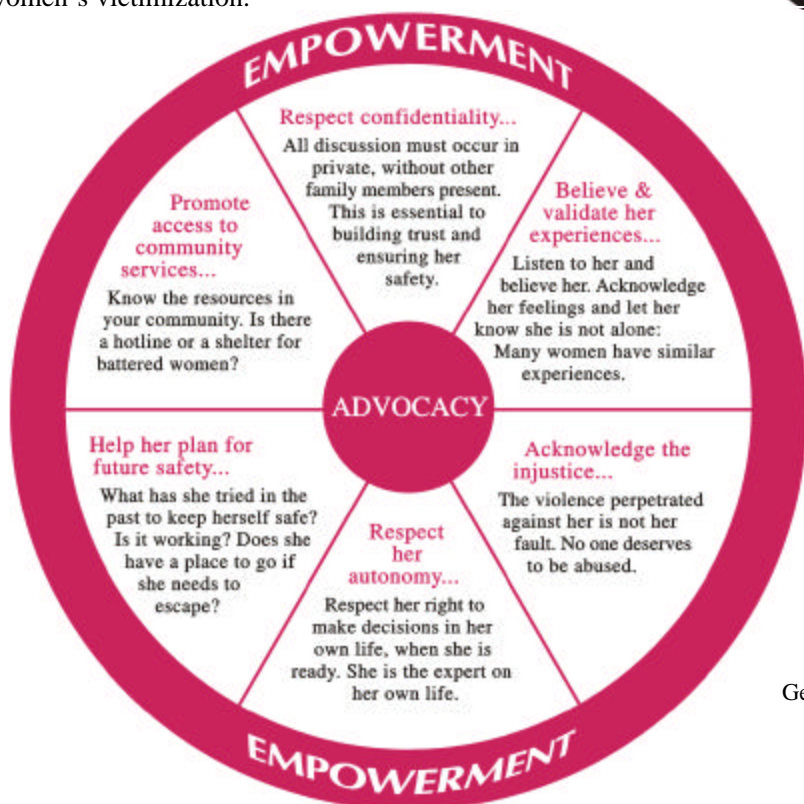 women's victimization.
EMPOWERMENT
Respect confidentiality...
All discussion must occur in
private, without other
family members present.
This is essential to
building trust and
ensuring her
safety.
Believe &
validate her
experiences...
Listen to her and
believe her. Acknowledge
her feelings and let her
know she is not alone:
Many women have similar
experiences.
Acknowledge the
injustice...
The violence perpetrated
against her is not her
fault. No one deserves
to be abused.
Respect
her
autonomy...
Respect her right to
make decisions in her
own life, when she is
ready. She is the expert on
her own life.
Help her plan for
future safety...
What has she tried in the
past to keep herself safe?
Is it working? Does she
have a place to go if
she needs to
escape?
Promote
access to
community
services...
Know the resources in
your community. Is there
a hotline or a shelter for
battered women?
ADVOCACY
EMPOWERMENT
Ge